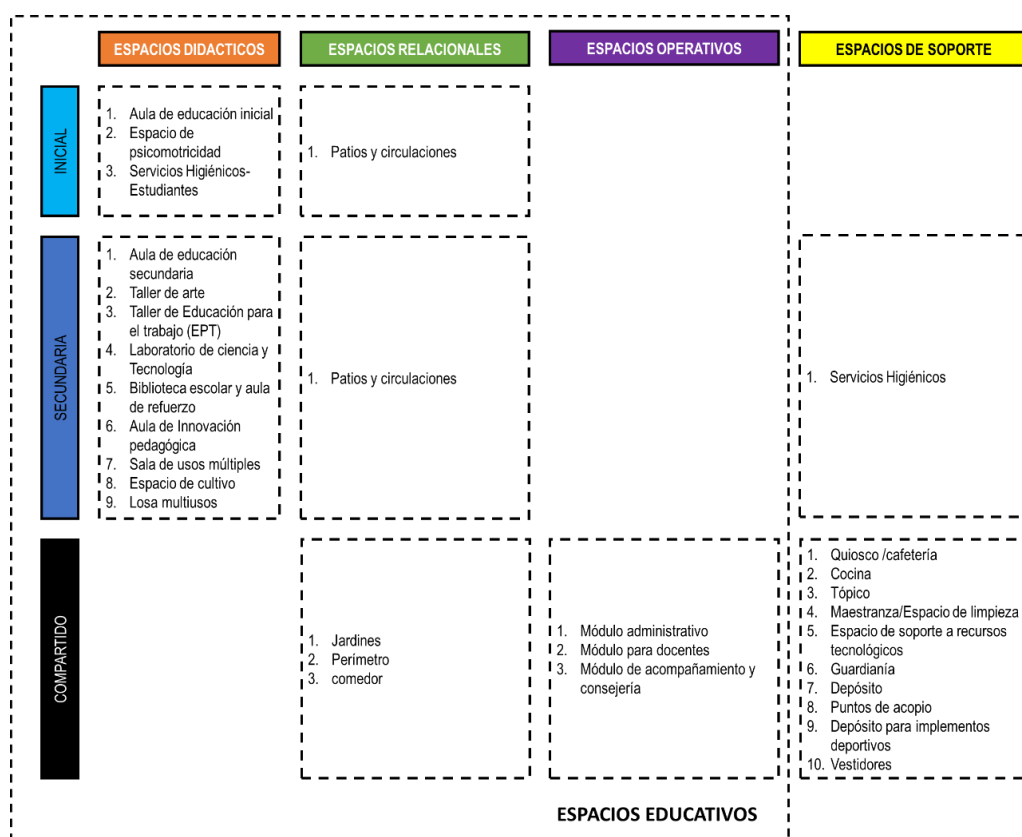 ESPACIOS DIDACTICOS
ESPACIOS RELACIONALES
ESPACIOS OPERATIVOS
ESPACIOS DE SOPORTE
INICIAL
1. Aula de educación inicial
2. Espacio de
psicomotricidad
3. Servicios Higiénicos-
Estudiantes
1. Patios y circulaciones
SECUNDARIA
1. Aula de educación
secundaria
2. Taller de arte
3. Taller de Educación para
el trabajo (EPT)
4. Laboratorio de ciencia y
Tecnología
5. Biblioteca escolar y aula
de refuerzo
6. Aula de Innovación
pedagógica
7. Sala de usos múltiples
8. Espacio de cultivo
9. Losa multiusos
1. Patios y circulaciones
1. Servicios Higiénicos
COMPARTIDO
1. Jardines
2. Perímetro
3. comedor
1. Módulo administrativo
2. Módulo para docentes
3. Módulo de acompañamiento y
consejería
1. Quiosco /cafetería
2. Cocina
3. Tópico
4. Maestranza/Espacio de limpieza
5. Espacio de soporte a recursos
tecnológicos
6. Guardianía
7. Depósito
8. Puntos de acopio
9. Depósito para implementos
deportivos
10. Vestidores
ESPACIOS EDUCATIVOS